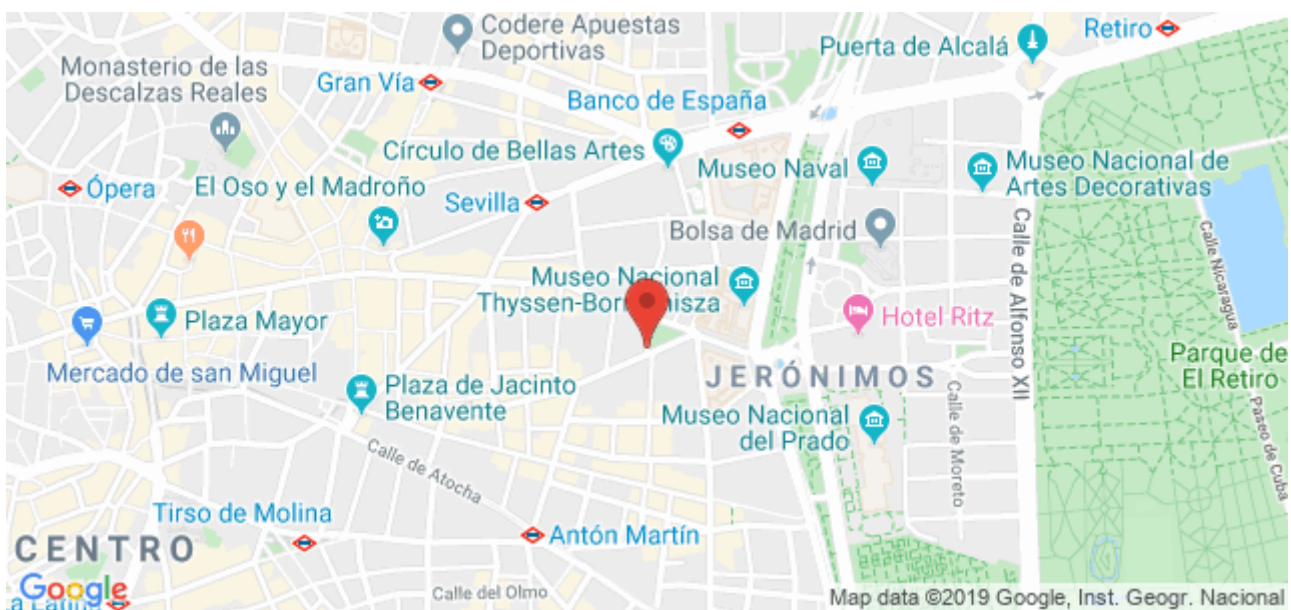 Codere Apuestas
Deportivas
Retiro
Puerta de Alcalá
Monasterio de las
Descalzas Reales
Gran Vía
Banco de España
Círculo de Bellas Artes
Museo Naval
Museo Nacional de
Artes Decorativas
Ópera
El Oso y el Madroño
Sevilla
Bolsa de Madrid
Calle de Alfonso XII
Calle Nicaragua
Museo Nacional
Plaza Mayor
Hotel Ritz
Mercado de san Miguel
Plaza de Jacinto
Benavente
JERÓNIMOS
Parque de
El Retiro
Calle de Moreto
Paseo de Cuba
Museo Nacional
del Prado
Calle de Atocha
Tirso de Molina
Antón Martín
CENTRO
Google
Calle del Olmo
Map data ©2019 Google, Inst. Geogr. Nacional